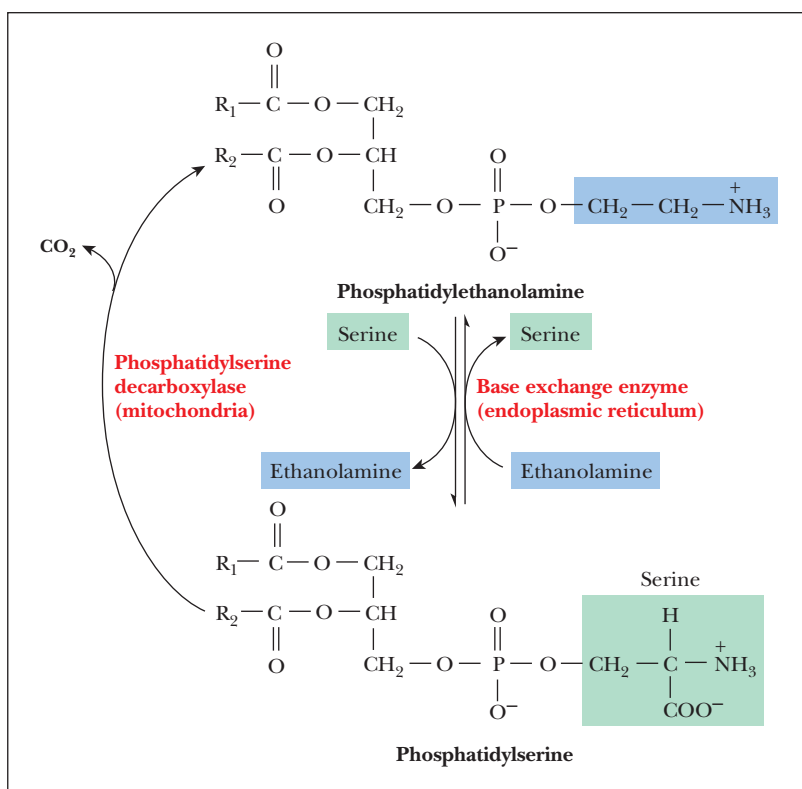 O
R₁—C—O—CH₂
R₂—C—O—CH
O
O
CH₂—O—P—O—CH₂—CH₂—NH₃
+
O⁻
CO₂
Phosphatidylethanolamine
Serine
Serine
Phosphatidylserine
decarboxylase
(mitochondria)
Base exchange enzyme
(endoplasmic reticulum)
Ethanolamine
Ethanolamine
O
R₁—C—O—CH₂
R₂—C—O—CH
O
Serine
O
H
+
CH₂—O—P—O—CH₂—C—NH₃
O⁻
COO⁻
Phosphatidylserine